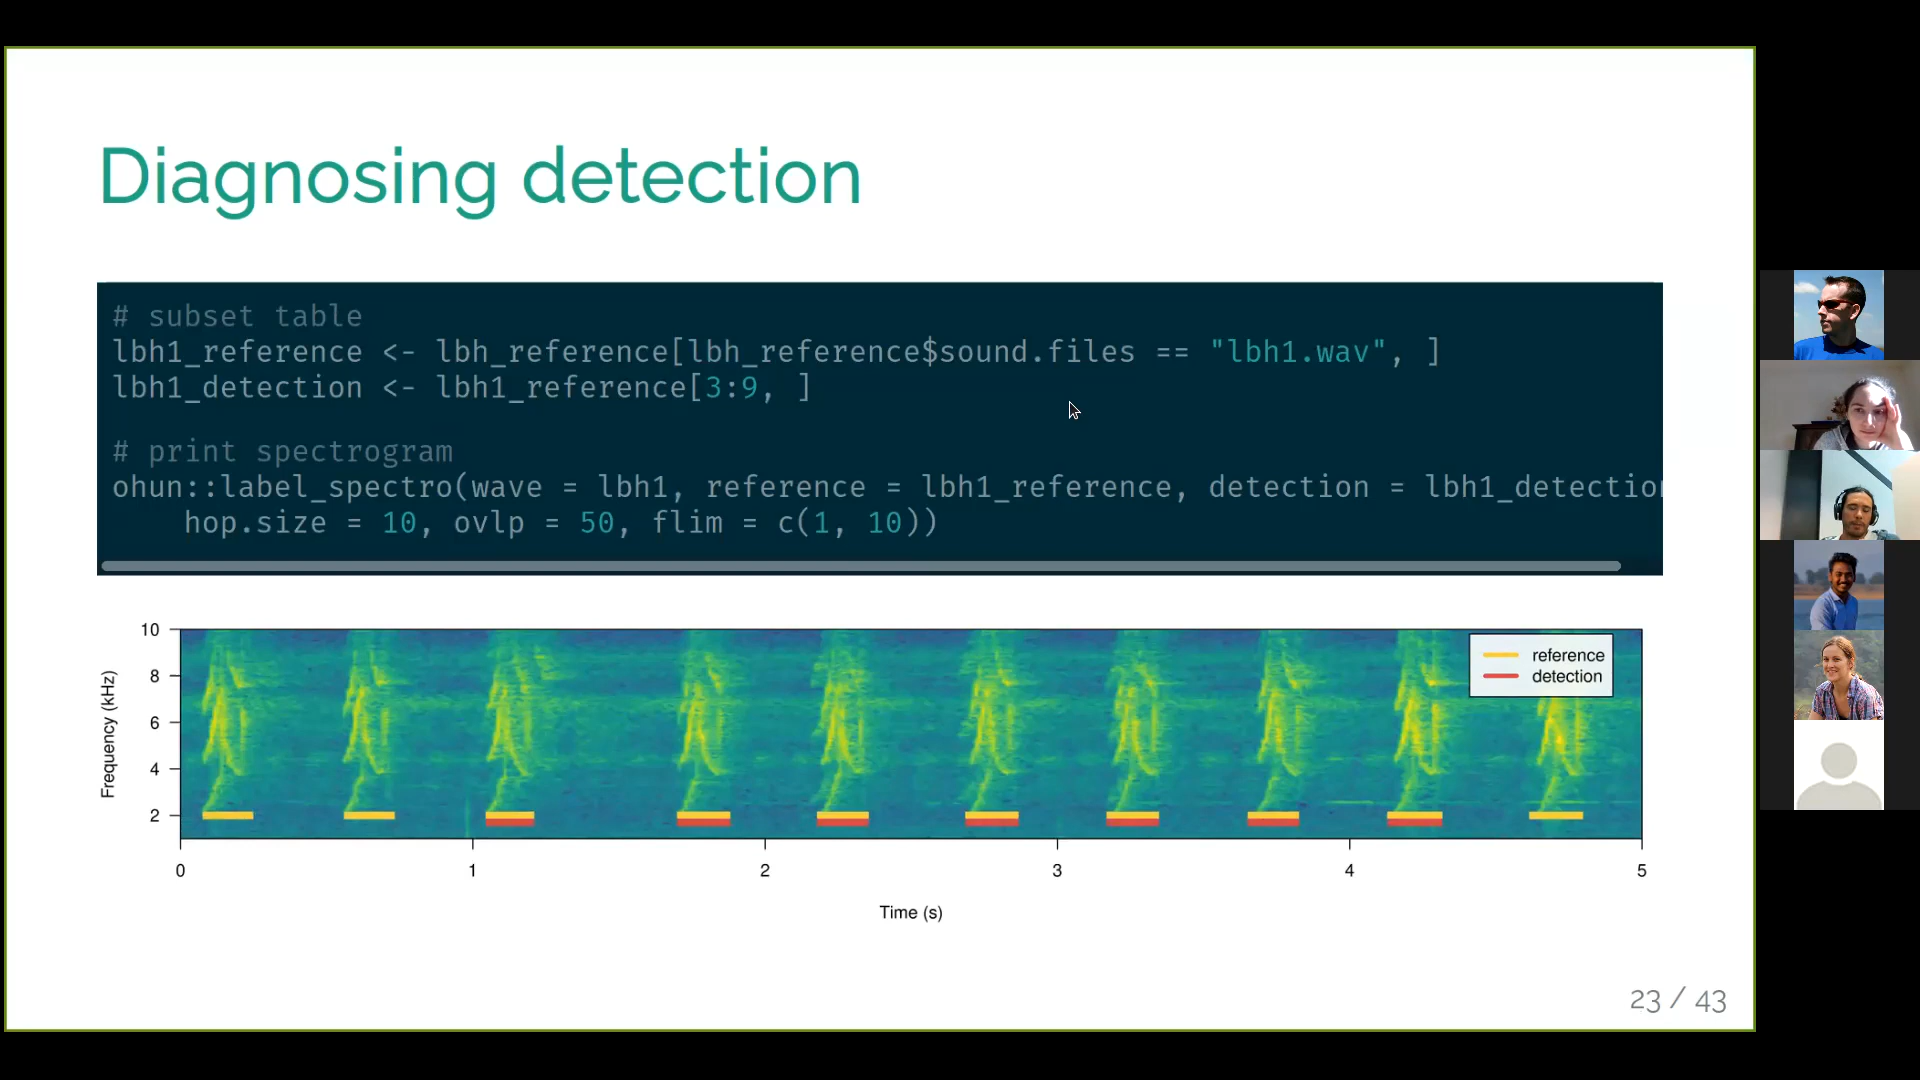 Diagnosing detection
# subset table
lbh1_reference <- lbh_reference[lbh_reference$sound.files == "lbh1.wav", ]
lbh1_detection <- lbh1_reference[3:9, ]
# print spectrogram
ohun::label_spectro(wave = lbh1, reference = lbh1_reference, detection = lbh1_detection
hop.size = 10, ovlp = 50, flim = c(1, 10))
10
8
6
4
2
Frequency (kHz)
reference
detection
0 1 2 3 4 5
Time (s)
23 / 43